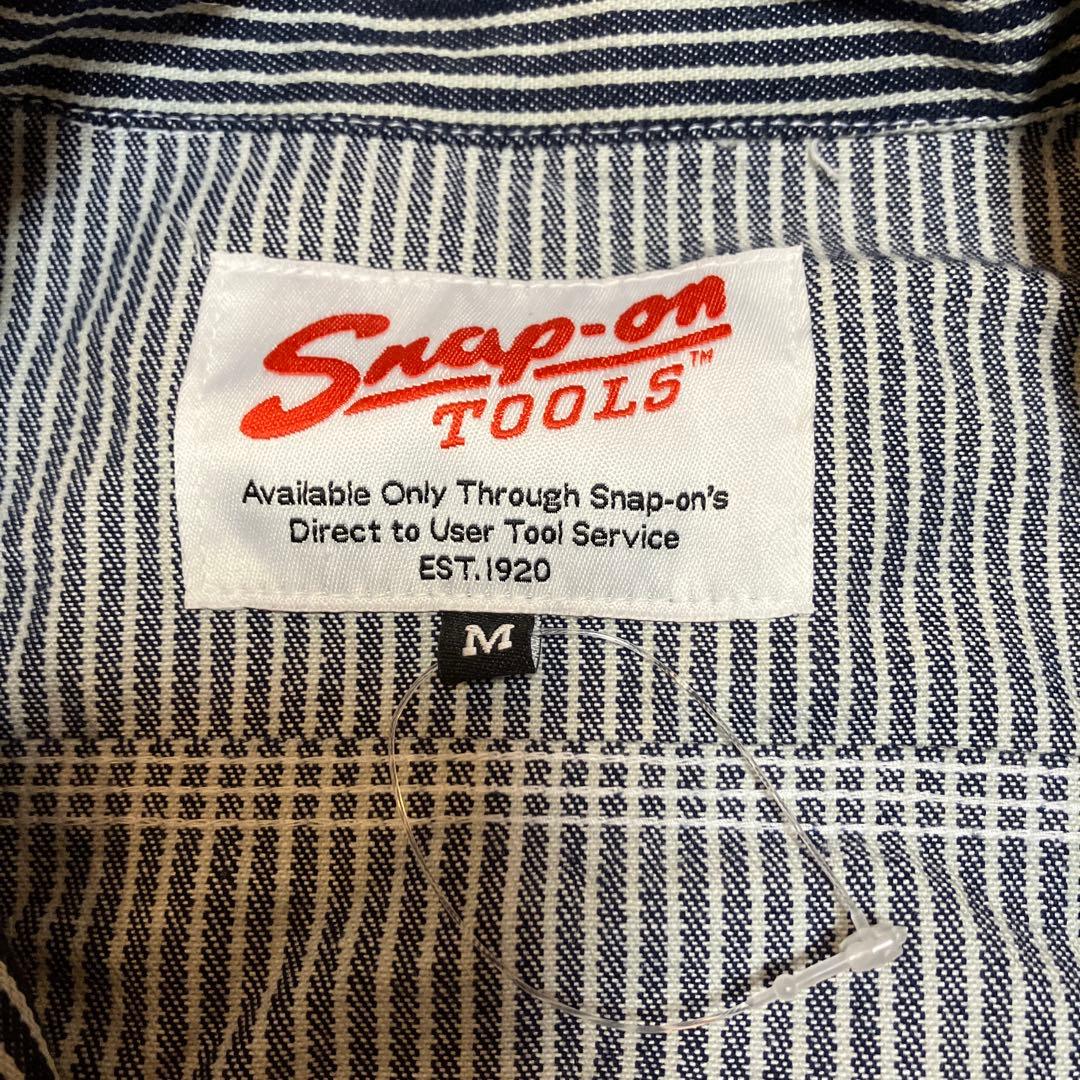 Snap-on
TOOLS™
Available Only Through Snap-on's
Direct to User Tool Service
EST.1920
M